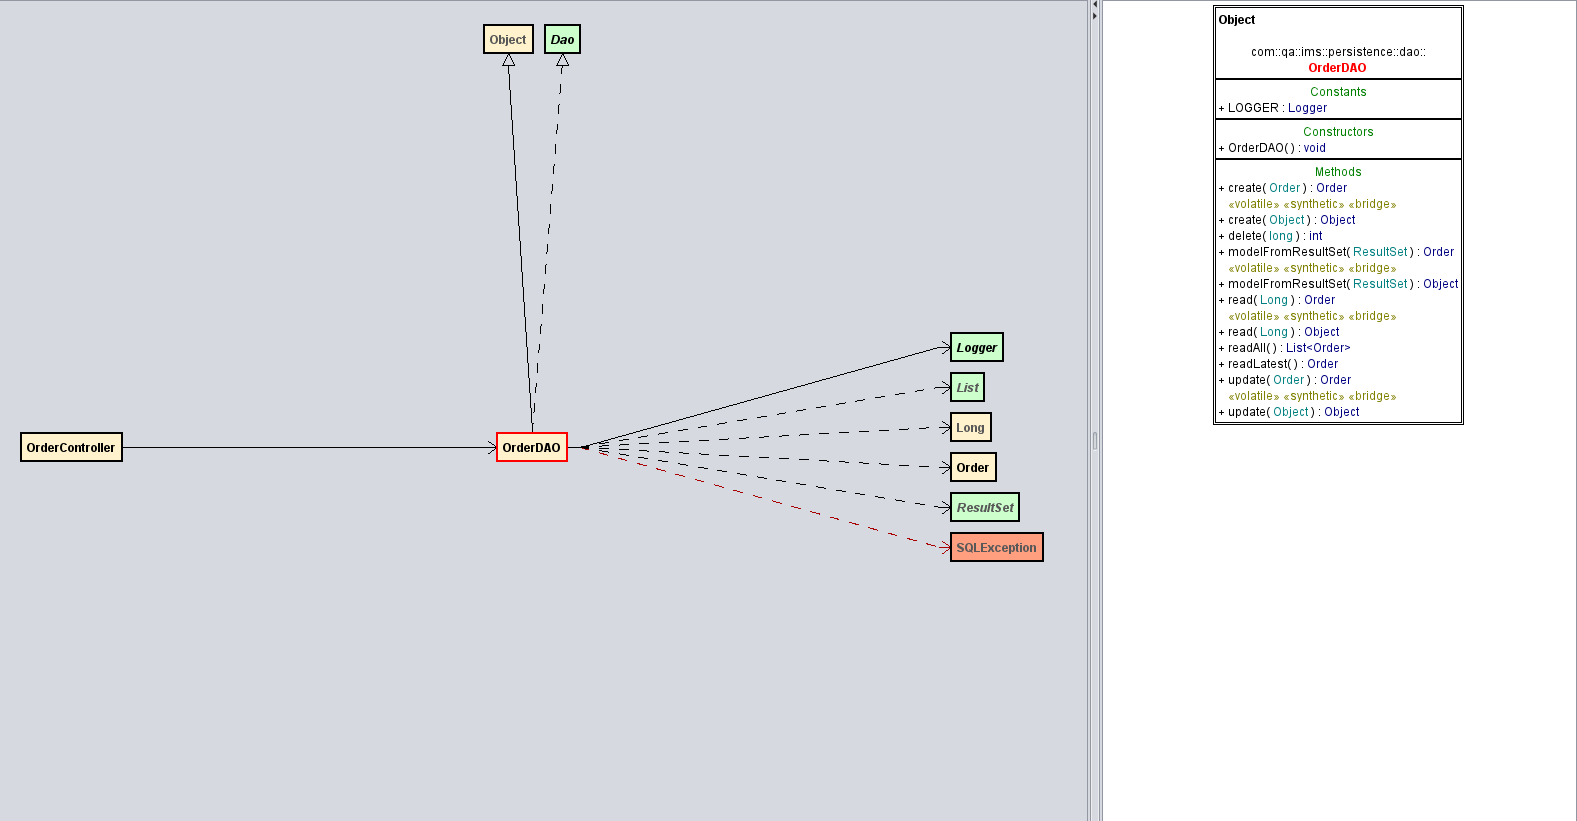 Object
Dao
Logger
List
Long
OrderController
OrderDAO
Order
ResultSet
SQLException
Object
com::qa::ims::persistence::dao::
OrderDAO
Constants
+ LOGGER : Logger
Constructors
+ OrderDAO( ) : void
Methods
+ create( Order ) : Order
«volatile» «synthetic» «bridge»
+ create( Object ) : Object
+ delete( long ) : int
+ modelFromResultSet( ResultSet ) : Order
«volatile» «synthetic» «bridge»
+ modelFromResultSet( ResultSet ) : Object
+ read( Long ) : Order
«volatile» «synthetic» «bridge»
+ read( Long ) : Object
+ readAll( ) : List<Order>
+ readLatest( ) : Order
+ update( Order ) : Order
«volatile» «synthetic» «bridge»
+ update( Object ) : Object